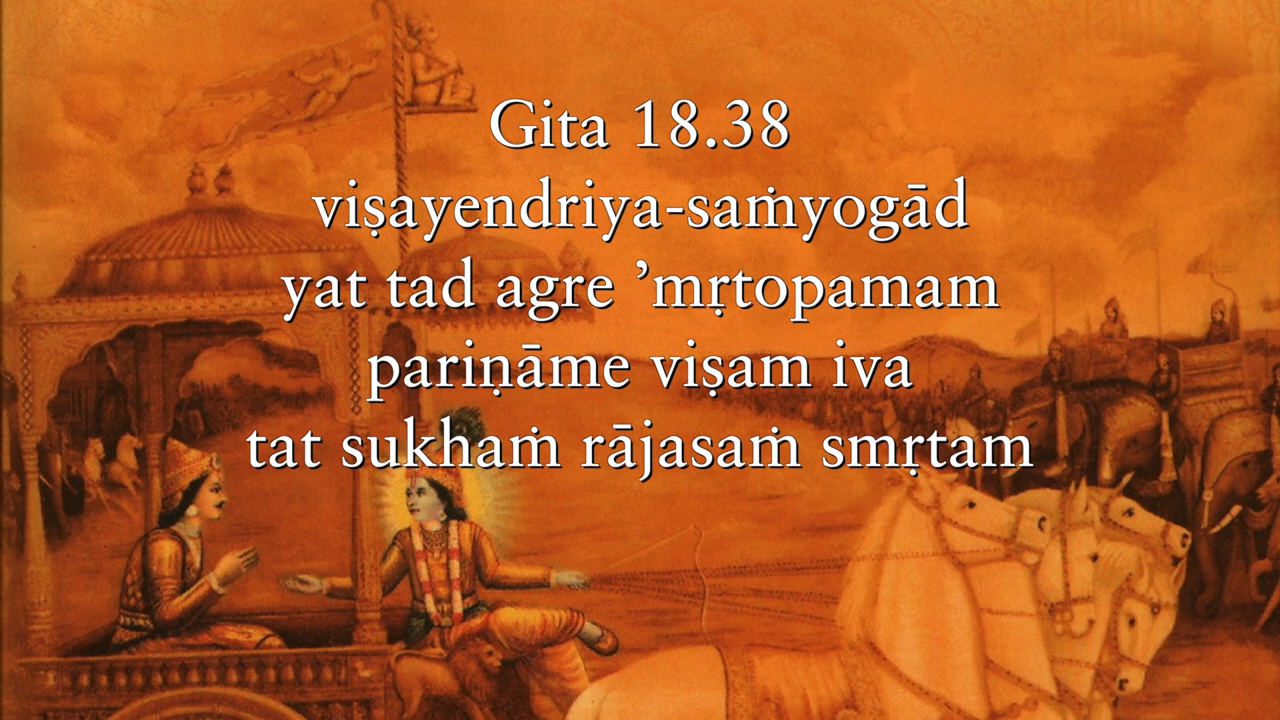 Gita 18.38
viṣayendriya-saṁyogād
yat tad agre ’mṛtopamam
pariṇāme viṣam iva
tat sukhaṁ rājasaṁ smṛtam